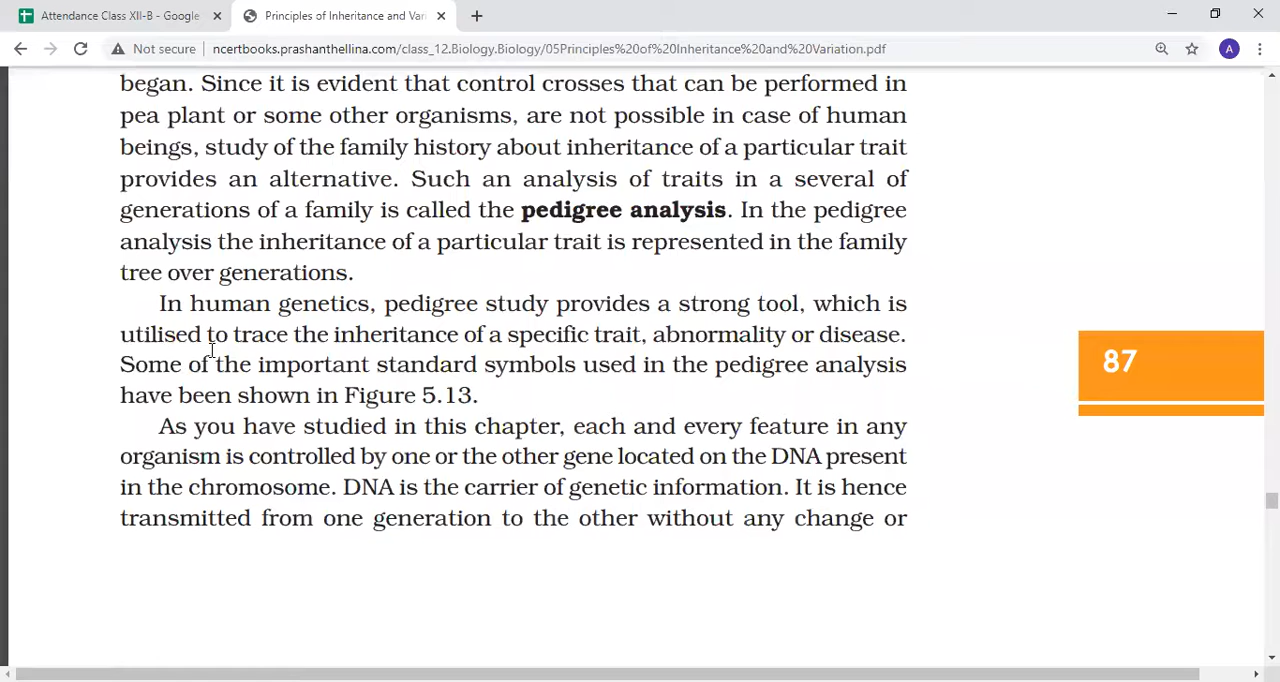 Attendance Class XII-B - Google
Principles of Inheritance and Var
Not secure
ncertbooks.prashanthellina.com/class_12.Biology.Biology/05Principles%20of%20Inheritance%20and%20Variation.pdf
A
began. Since it is evident that control crosses that can be performed in
pea plant or some other organisms, are not possible in case of human
beings, study of the family history about inheritance of a particular trait
provides an alternative. Such an analysis of traits in a several of
generations of a family is called the pedigree analysis. In the pedigree
analysis the inheritance of a particular trait is represented in the family
tree over generations.
In human genetics, pedigree study provides a strong tool, which is
utilised to trace the inheritance of a specific trait, abnormality or disease.
Some of the important standard symbols used in the pedigree analysis
have been shown in Figure 5.13.
As you have studied in this chapter, each and every feature in any
organism is controlled by one or the other gene located on the DNA present
in the chromosome. DNA is the carrier of genetic information. It is hence
transmitted from one generation to the other without any change or
87